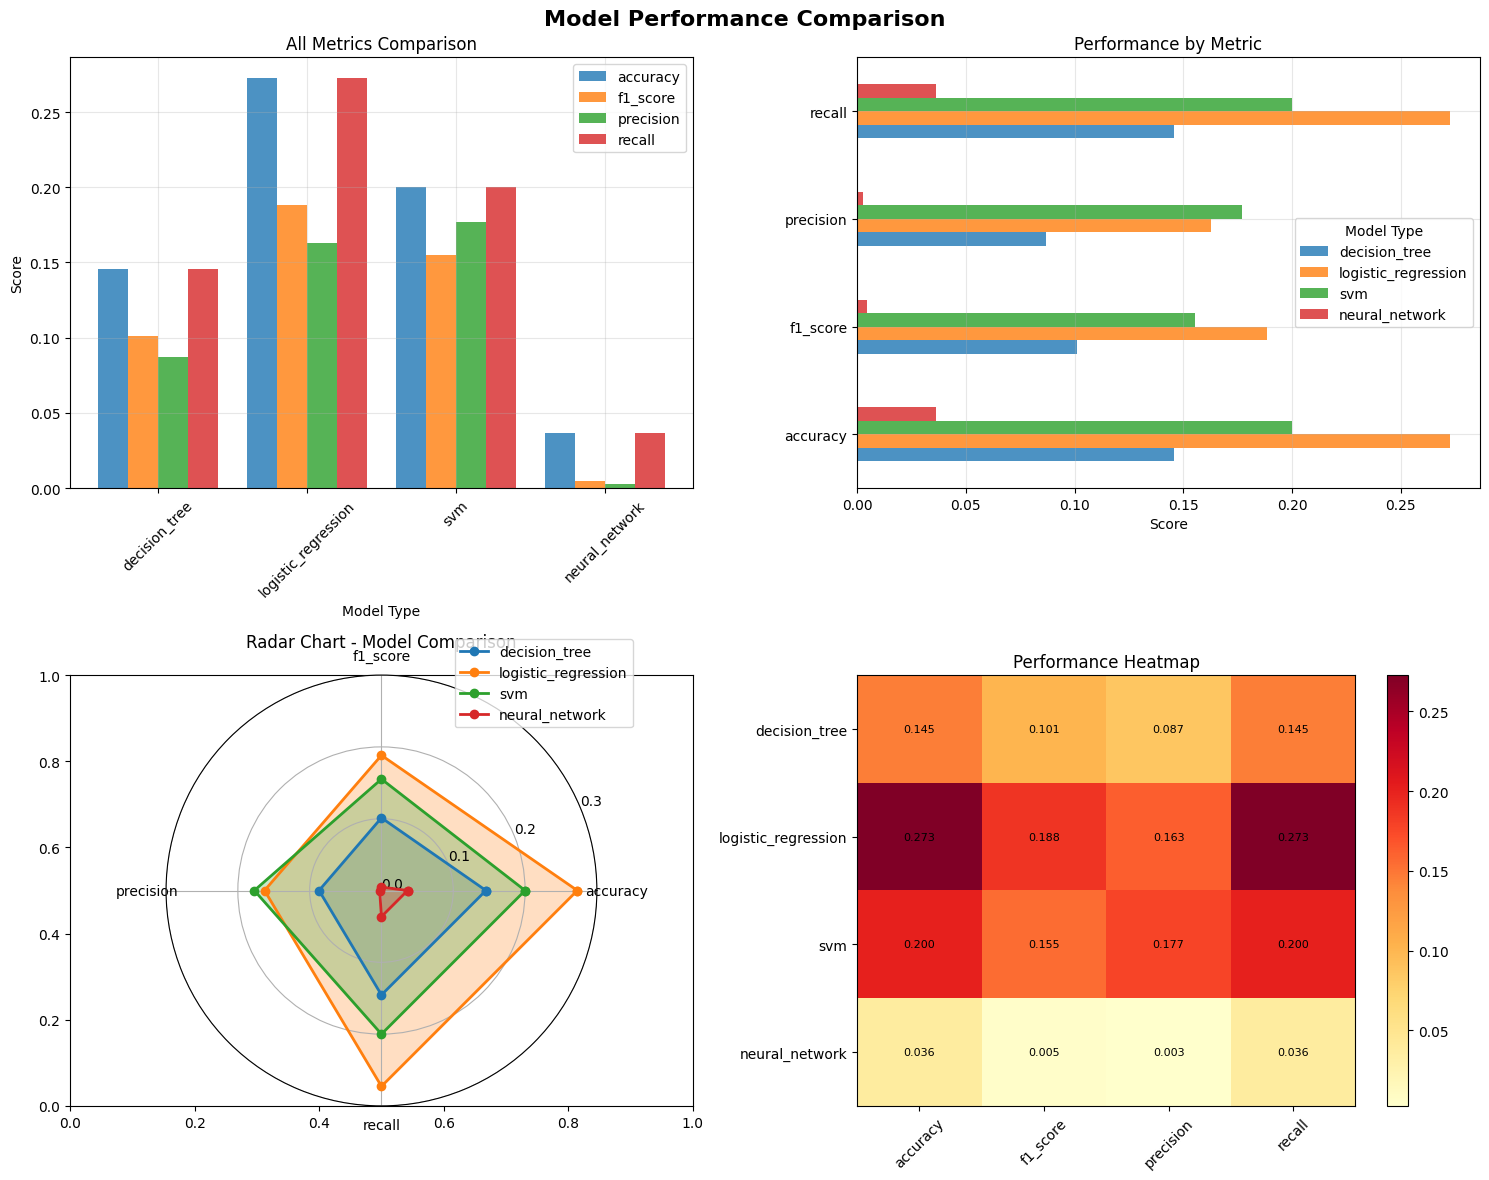 Model Performance Comparison
All Metrics Comparison
accuracy
f1_score
precision
recall
Score
0.25
0.20
0.15
0.10
0.05
0.00
decision_tree
logistic_regression
svm
neural_network
Model Type
Performance by Metric
recall
precision
f1_score
accuracy
Model Type
decision_tree
logistic_regression
svm
neural_network
0.00 0.05 0.10 0.15 0.20 0.25
Score
Radar Chart - Model Comparison
f1_score
decision_tree
logistic_regression
svm
neural_network
1.0
0.8
0.6
0.4
0.2
0.0
0.3
0.2
0.1
0.0
precision
accuracy
0.0 0.2 0.4 0.6 0.8 1.0
recall
Performance Heatmap
decision_tree 0.145 0.101 0.087 0.145
logistic_regression 0.273 0.188 0.163 0.273
svm 0.200 0.155 0.177 0.200
neural_network 0.036 0.005 0.003 0.036
accuracy f1_score precision recall
0.25
0.20
0.15
0.10
0.05